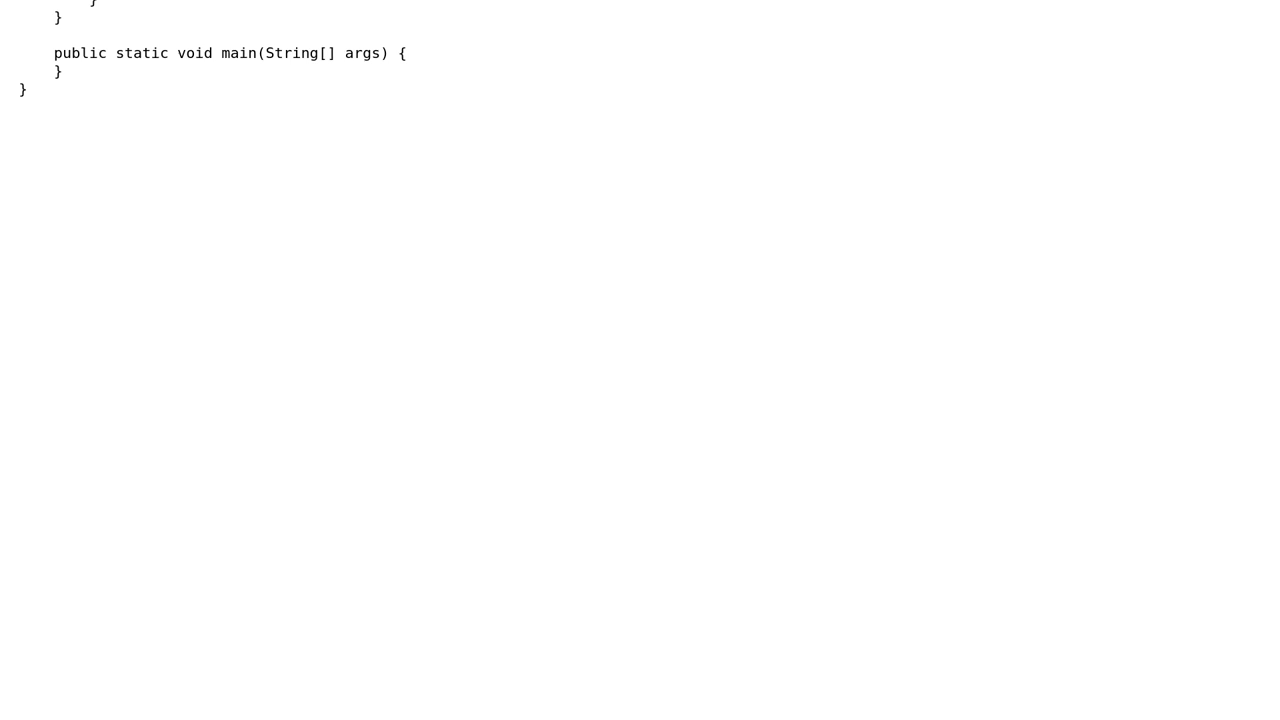 }
    }

    public static void main(String[] args) {
    }
}